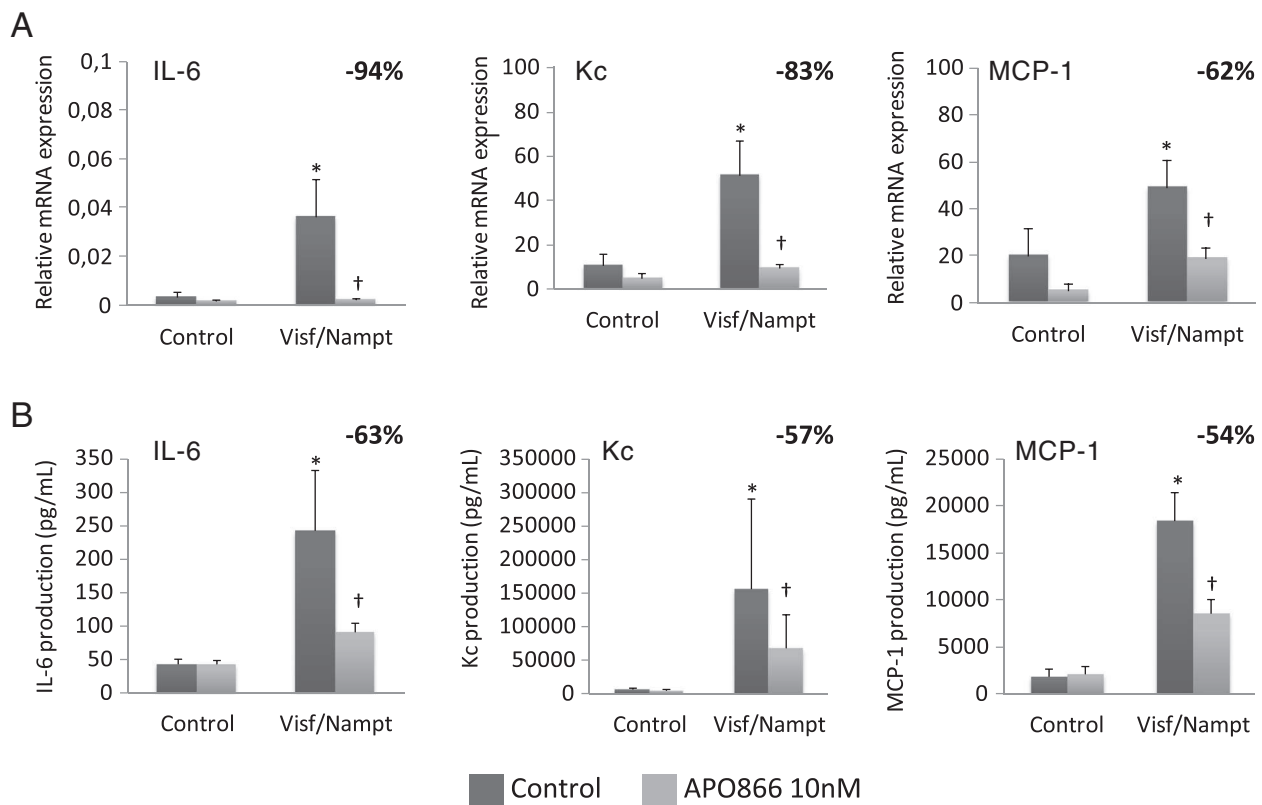 A
IL-6
-94%
Relative mRNA expression
0,1
0,08
0,06
0,04
0,02
0
*
†
Control
Visf/Nampt
Kc
-83%
Relative mRNA expression
100
80
60
40
20
0
*
†
Control
Visf/Nampt
MCP-1
-62%
Relative mRNA expression
100
80
60
40
20
0
*
†
Control
Visf/Nampt
B
IL-6
-63%
IL-6 production (pg/mL)
350
300
250
200
150
100
50
0
*
†
Control
Visf/Nampt
Kc
-57%
Kc production (pg/mL)
350000
300000
250000
200000
150000
100000
50000
0
*
†
Control
Visf/Nampt
MCP-1
-54%
MCP-1 production (pg/mL)
25000
20000
15000
10000
5000
0
*
†
Control
Visf/Nampt
Control
APO866 10nM